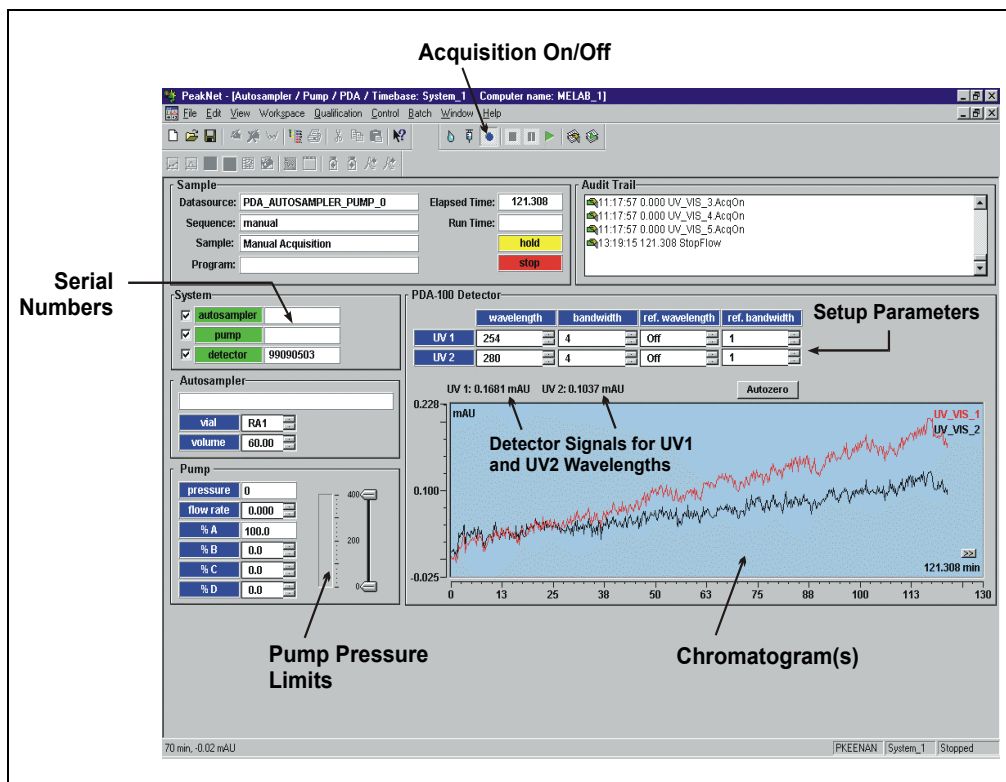 Acquisition On/Off
PeakNet - [Autosampler / Pump / PDA / Timebase: System_1 Computer name: MELAB_1]
File Edit View Workspace Qualification Control Batch Window Help
Sample
Datasource: PDA_AUTOSAMPLER_PUMP_0
Elapsed Time: 121.308
Sequence: manual
Run Time:
Sample: Manual Acquisition
hold
Program:
stop
Audit Trail
11:17:57 0.000 UV_VIS_3.AcqOn
11:17:57 0.000 UV_VIS_4.AcqOn
11:17:57 0.000 UV_VIS_5.AcqOn
13:19:15 121.308 StopFlow
Serial
Numbers
System
autosampler
pump
detector 99090503
PDA-100 Detector
wavelength bandwidth ref. wavelength ref. bandwidth
UV 1 254 4 Off 1
UV 2 280 4 Off 1
Setup Parameters
Autosampler
vial RA1
volume 60.00
UV 1: 0.1681 mAU UV 2: 0.1037 mAU
Autozero
0.228
mAU
UV_VIS_1
UV_VIS_2
Detector Signals for UV1
and UV2 Wavelengths
0.100
-0.025
>>
121.308 min
0 13 25 38 50 63 75 88 100 113 130
Pump
pressure 0
flow rate 0.000
% A 100.0
% B 0.0
% C 0.0
% D 0.0
400
200
0
Pump Pressure
Limits
Chromatogram(s)
70 min, -0.02 mAU
PKEENAN System_1 Stopped